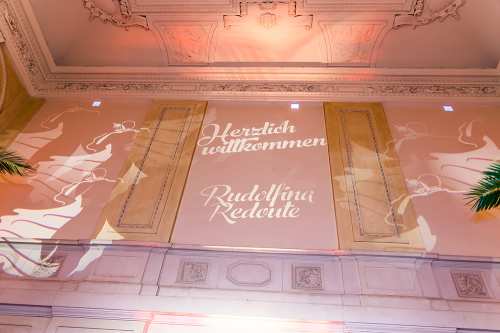 Herzlich
willkommen
Rudolfina
Redoute